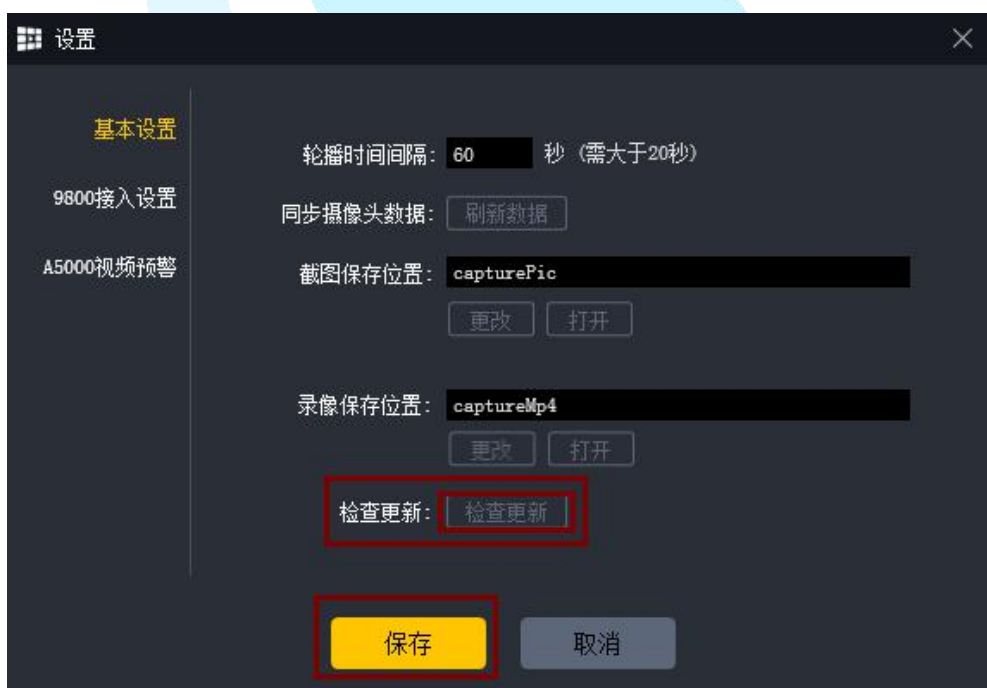 设置
基本设置
9800接入设置
A5000视频预警
轮播时间间隔: 60 秒 (需大于20秒)
同步摄像头数据: 刷新数据
截图保存位置: capturePic
更改 打开
录像保存位置: captureMp4
更改 打开
检查更新: 检查更新
保存 取消